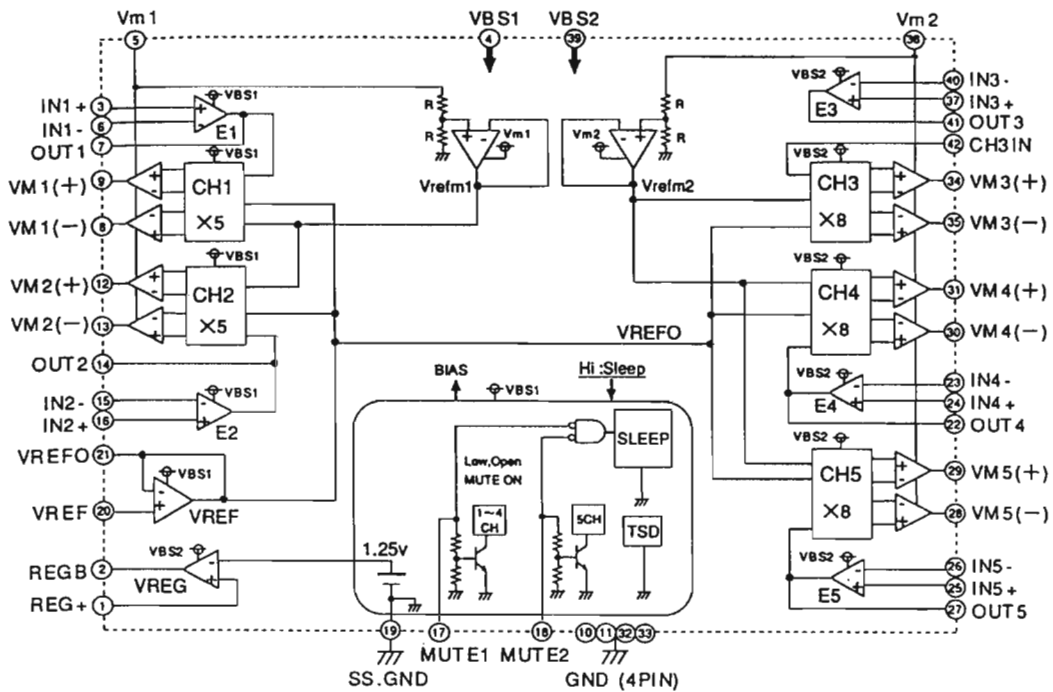 Vm1
VBS1
VBS2
Vm2
5
4
39
38
IN1+ 3
IN1- 6
OUT1 7
VM1(+) 9
VM1(-) 8
VM2(+) 12
VM2(-) 13
OUT2 14
IN2- 15
IN2+ 16
VREFO 21
VREF 20
REGB 2
REG+ 1
+
-
VBS1
E1
VBS1
CH1
×5
+
-
-
+
VBS1
CH2
×5
+
-
-
+
-
+
VBS1
E2
-
+
VBS1
VREF
VBS2
-
+
VREG
R
R
+ -
Vm1
Vrefm1
R
R
- +
Vm2
Vrefm2
VREFO
BIAS
VBS1
Hi:Sleep
SLEEP
Low,Open
MUTE ON
1~4
CH
5CH
TSD
1.25V
VBS2
-
+
E3
VBS2
CH3
×8
+
-
-
+
VBS2
CH4
×8
+
-
-
+
VBS2
-
+
E4
VBS2
CH5
×8
+
-
-
+
VBS2
-
+
E5
40 IN3-
37 IN3+
41 OUT3
42 CH3IN
34 VM3(+)
35 VM3(-)
31 VM4(+)
30 VM4(-)
23 IN4-
24 IN4+
22 OUT4
29 VM5(+)
28 VM5(-)
26 IN5-
25 IN5+
27 OUT5
19
17
18
10 11 32 33
SS.GND
MUTE1 MUTE2
GND (4PIN)